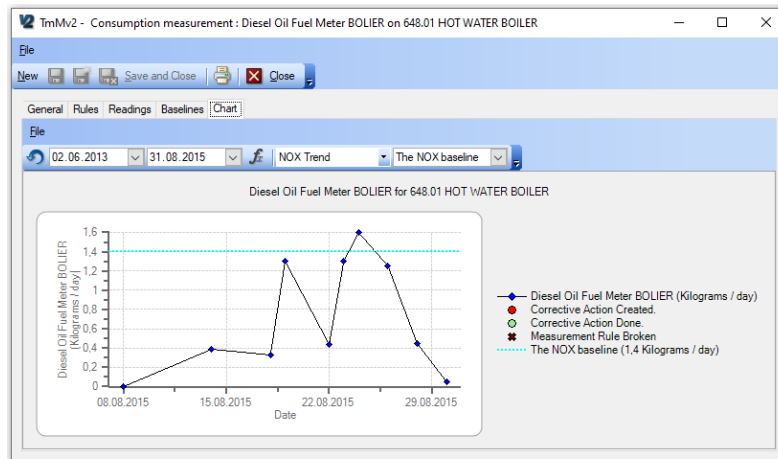 V2 TmMv2 - Consumption measurement : Diesel Oil Fuel Meter BOLIER on 648.01 HOT WATER BOILER
File
New Save and Close Close
General Rules Readings Baselines Chart
File
02.06.2013 31.08.2015 fx NOX Trend The NOX baseline
Diesel Oil Fuel Meter BOLIER for 648.01 HOT WATER BOILER
Diesel Oil Fuel Meter BOLIER
[Kilograms / day]
1,6
1,4
1,2
1
0,8
0,6
0,4
0,2
0
08.08.2015 15.08.2015 22.08.2015 29.08.2015
Date
Diesel Oil Fuel Meter BOLIER (Kilograms / day)
Corrective Action Created.
Corrective Action Done.
Measurement Rule Broken
The NOX baseline (1,4 Kilograms / day)